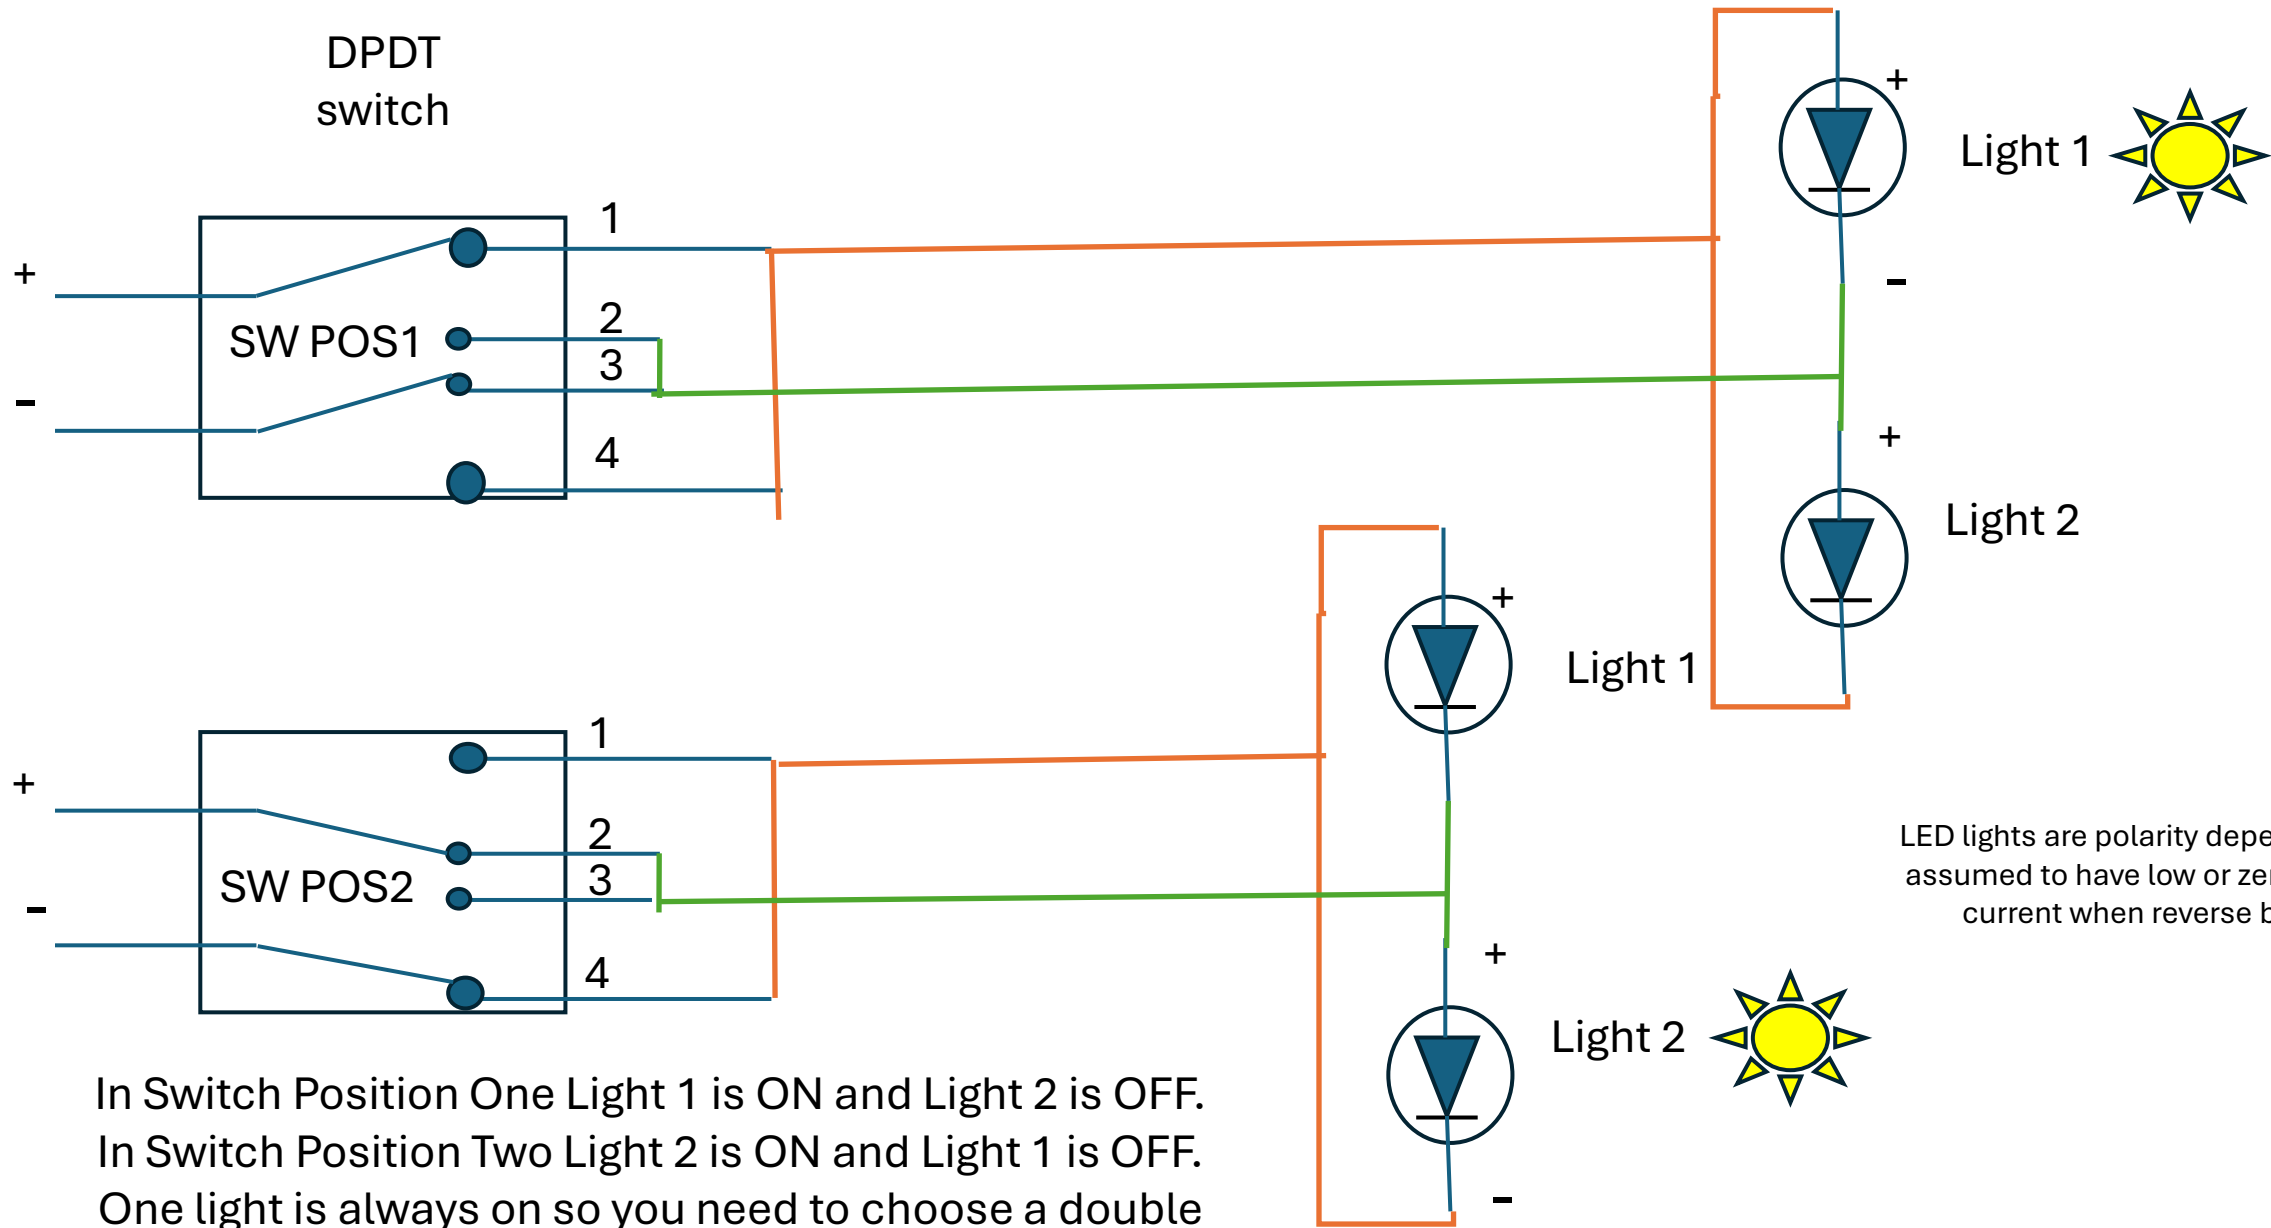 DPDT
switch
+
Light 1
1
+
2
SW POS1
3
-
-
4
+
Light 2
+
Light 1
1
+
2
SW POS2
3
-
4
LED lights are polarity
assumed to have low or
current when reverse
+
Light 2
-
In Switch Position One Light 1 is ON and Light 2 is OFF.
In Switch Position Two Light 2 is ON and Light 1 is OFF.
One light is always on so you need to choose a double